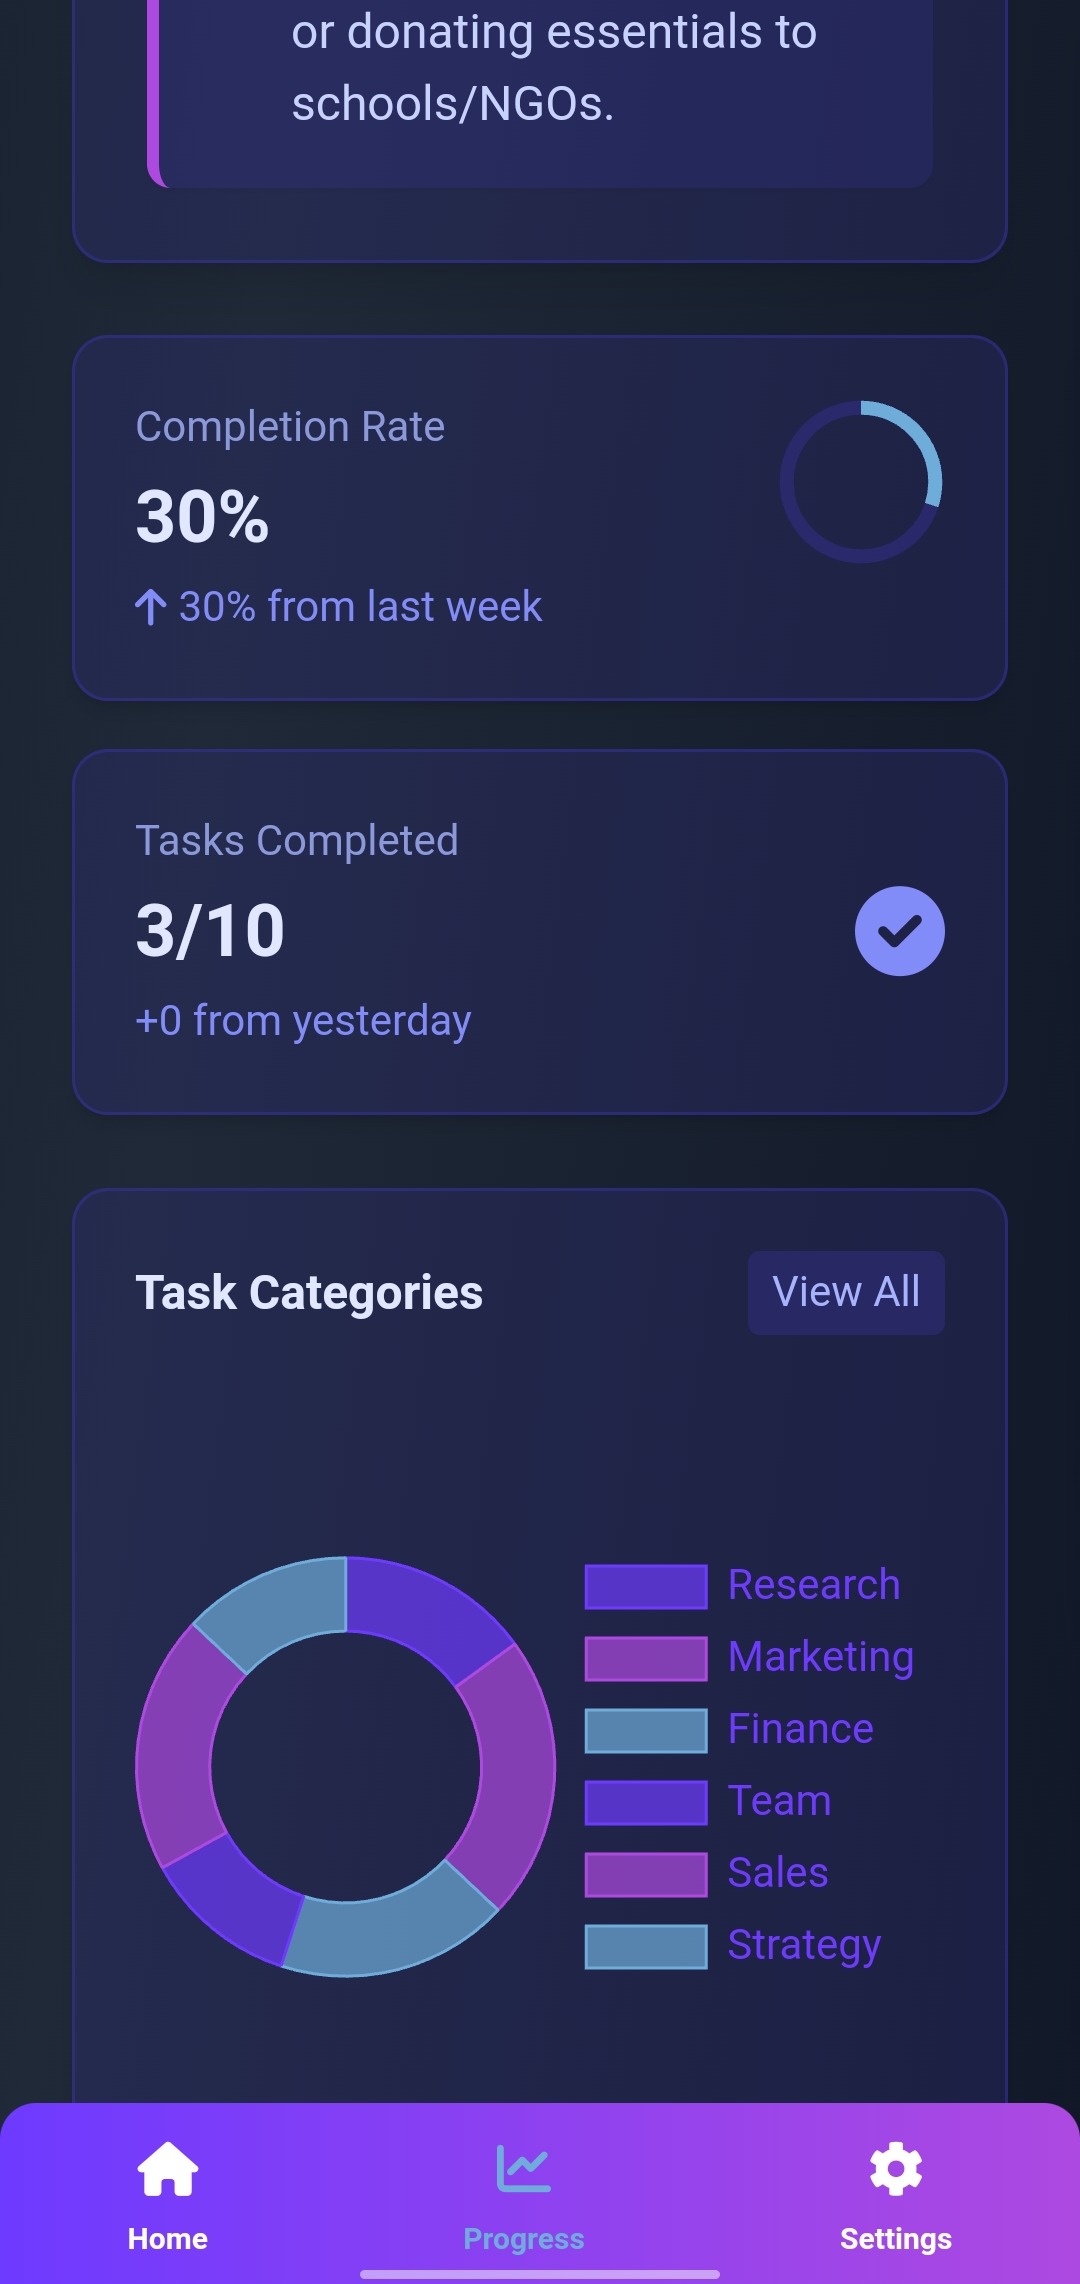 or donating essentials to
schools/NGOs.
Completion Rate
30%
30% from last week
Tasks Completed
3/10
+0 from yesterday
Task Categories
View All
Research
Marketing
Finance
Team
Sales
Strategy
Home
Progress
Settings